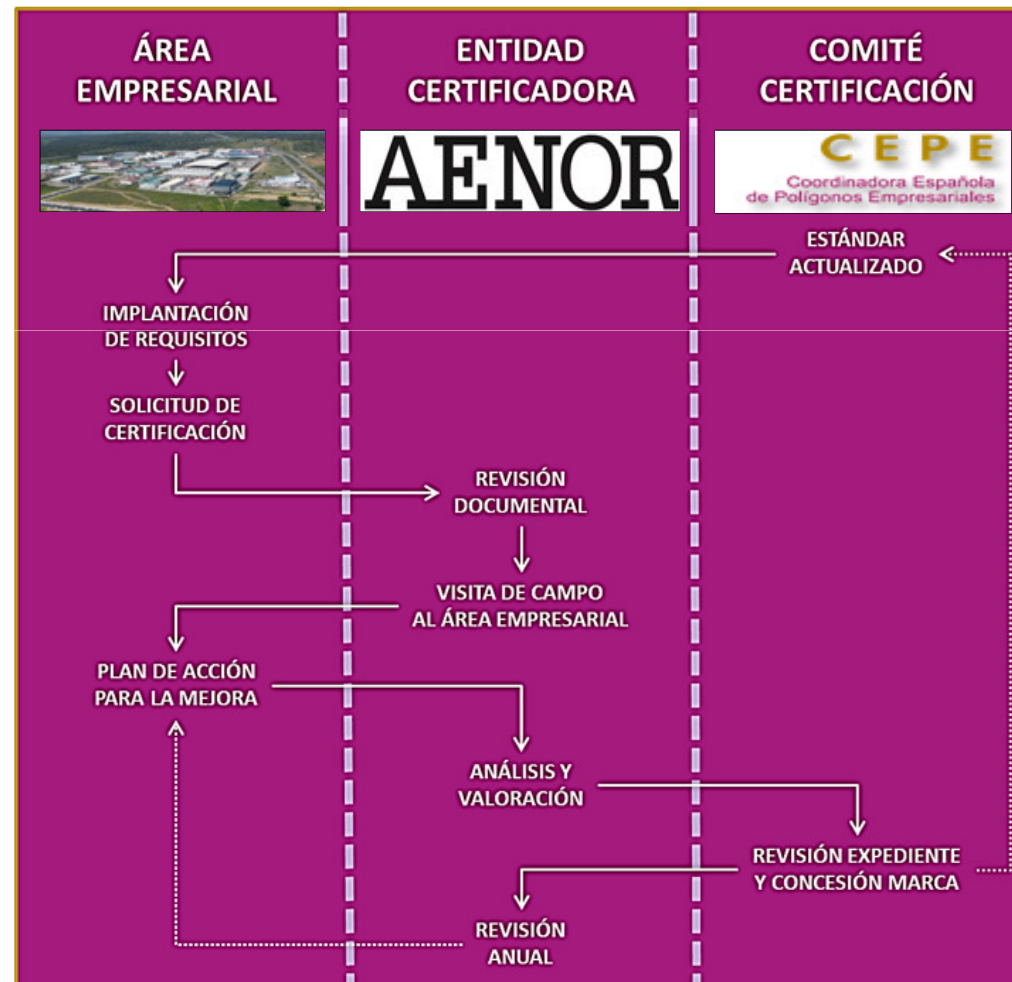 ÁREA
EMPRESARIAL
ENTIDAD
CERTIFICADORA
COMITÉ
CERTIFICACIÓN
AENOR
CEPE
Coordinadora Española
de Polígonos Empresariales
ESTÁNDAR
ACTUALIZADO
IMPLANTACIÓN
DE REQUISITOS
SOLICITUD DE
CERTIFICACIÓN
REVISIÓN
DOCUMENTAL
VISITA DE CAMPO
AL ÁREA EMPRESARIAL
PLAN DE ACCIÓN
PARA LA MEJORA
ANÁLISIS Y
VALORACIÓN
REVISIÓN EXPEDIENTE
Y CONCESIÓN MARCA
REVISIÓN
ANUAL